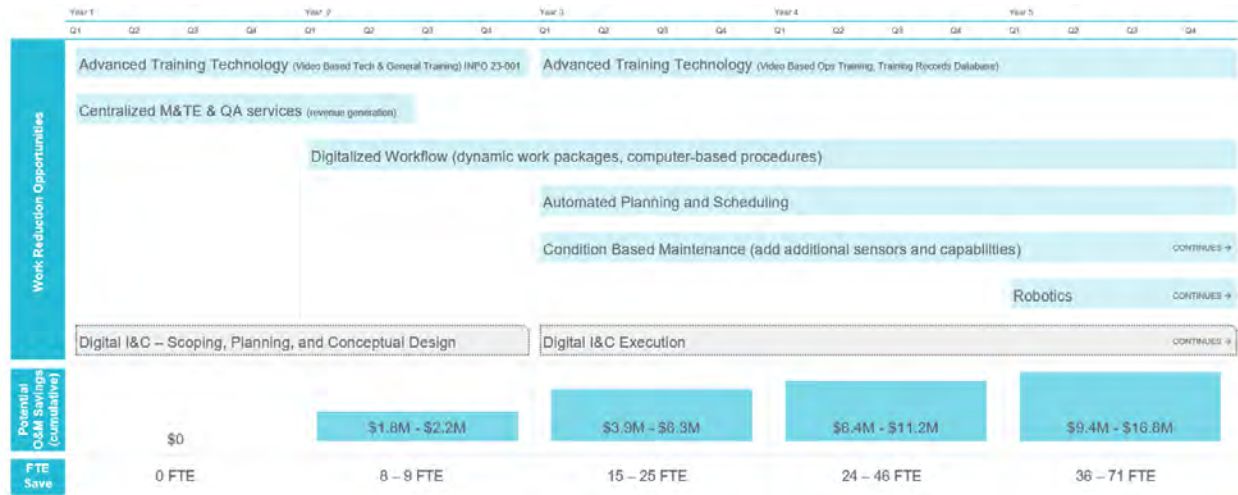 Year 1 Year 2 Year 3 Year 4 Year 5
Q1 Q2 Q3 Q4 Q1 Q2 Q3 Q4 Q1 Q2 Q3 Q4 Q1 Q2 Q3 Q4 Q1 Q2 Q3 Q4
Work Reduction Opportunities
Advanced Training Technology (Video Based Tech & General Training) INPO 23-001
Advanced Training Technology (Video Based Ops Training, Training Records Database)
Centralized M&TE & QA services (revenue generation)
Digitalized Workflow (dynamic work packages, computer-based procedures)
Automated Planning and Scheduling
Condition Based Maintenance (add additional sensors and capabilities) CONTINUES →
Robotics CONTINUES →
Digital I&C – Scoping, Planning, and Conceptual Design
Digital I&C Execution CONTINUES →
Potential
O&M Savings
(cumulative)
$0 $1.8M - $2.2M $3.9M - $6.3M $6.4M - $11.2M $9.4M - $16.8M
FTE
Save
0 FTE 8 – 9 FTE 15 – 25 FTE 24 – 46 FTE 36 – 71 FTE